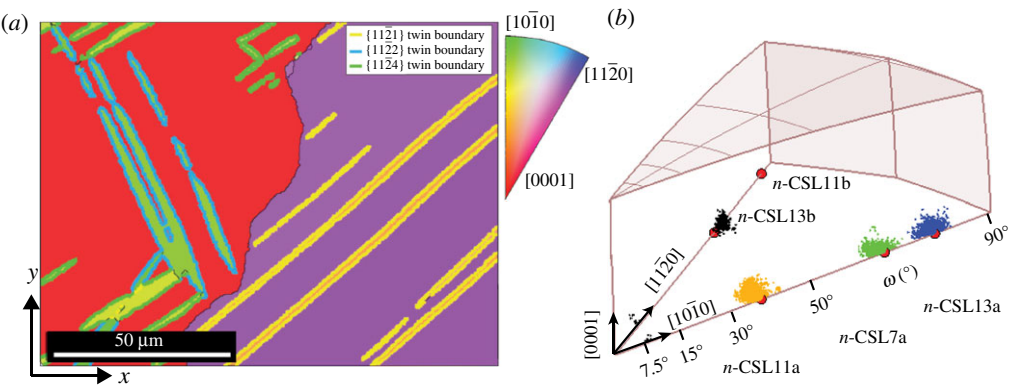 (a)
{112̄1} twin boundary
{112̄2} twin boundary
{112̄4} twin boundary
[101̄0]
[112̄0]
[0001]
y
x
50 µm
(b)
n-CSL11b
n-CSL13b
[112̄0]
[101̄0]
[0001]
7.5°
15°
30°
50°
90°
ω (°)
n-CSL11a
n-CSL7a
n-CSL13a